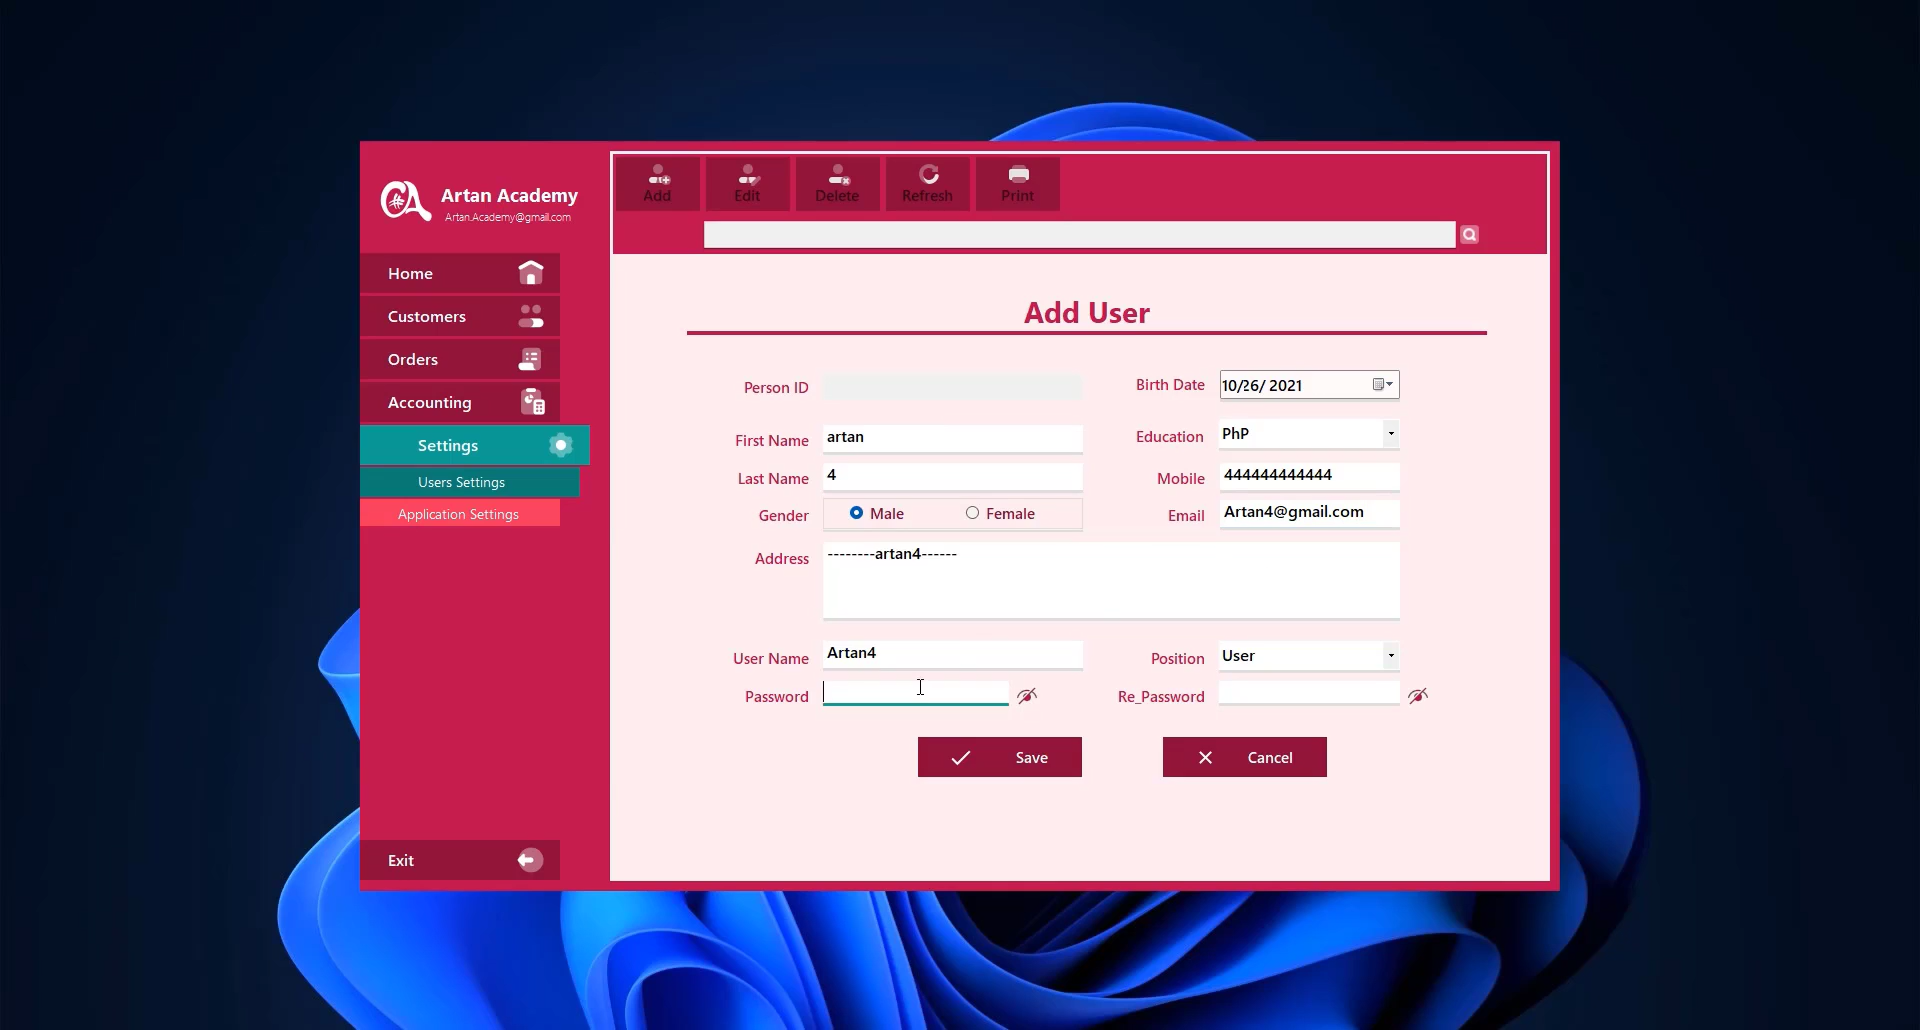 Artan Academy
Artan.Academy@gmail.com
Home
Customers
Orders
Accounting
Settings
Users Settings
Application Settings
Exit
Add
Edit
Delete
Refresh
Print
Add User
Person ID
Birth Date 10/26/ 2021
First Name artan
Education PhP
Last Name 4
Mobile 444444444444
Gender Male Female
Email Artan4@gmail.com
Address --------artan4------
User Name Artan4
Position User
Password
Re_Password
Save
Cancel